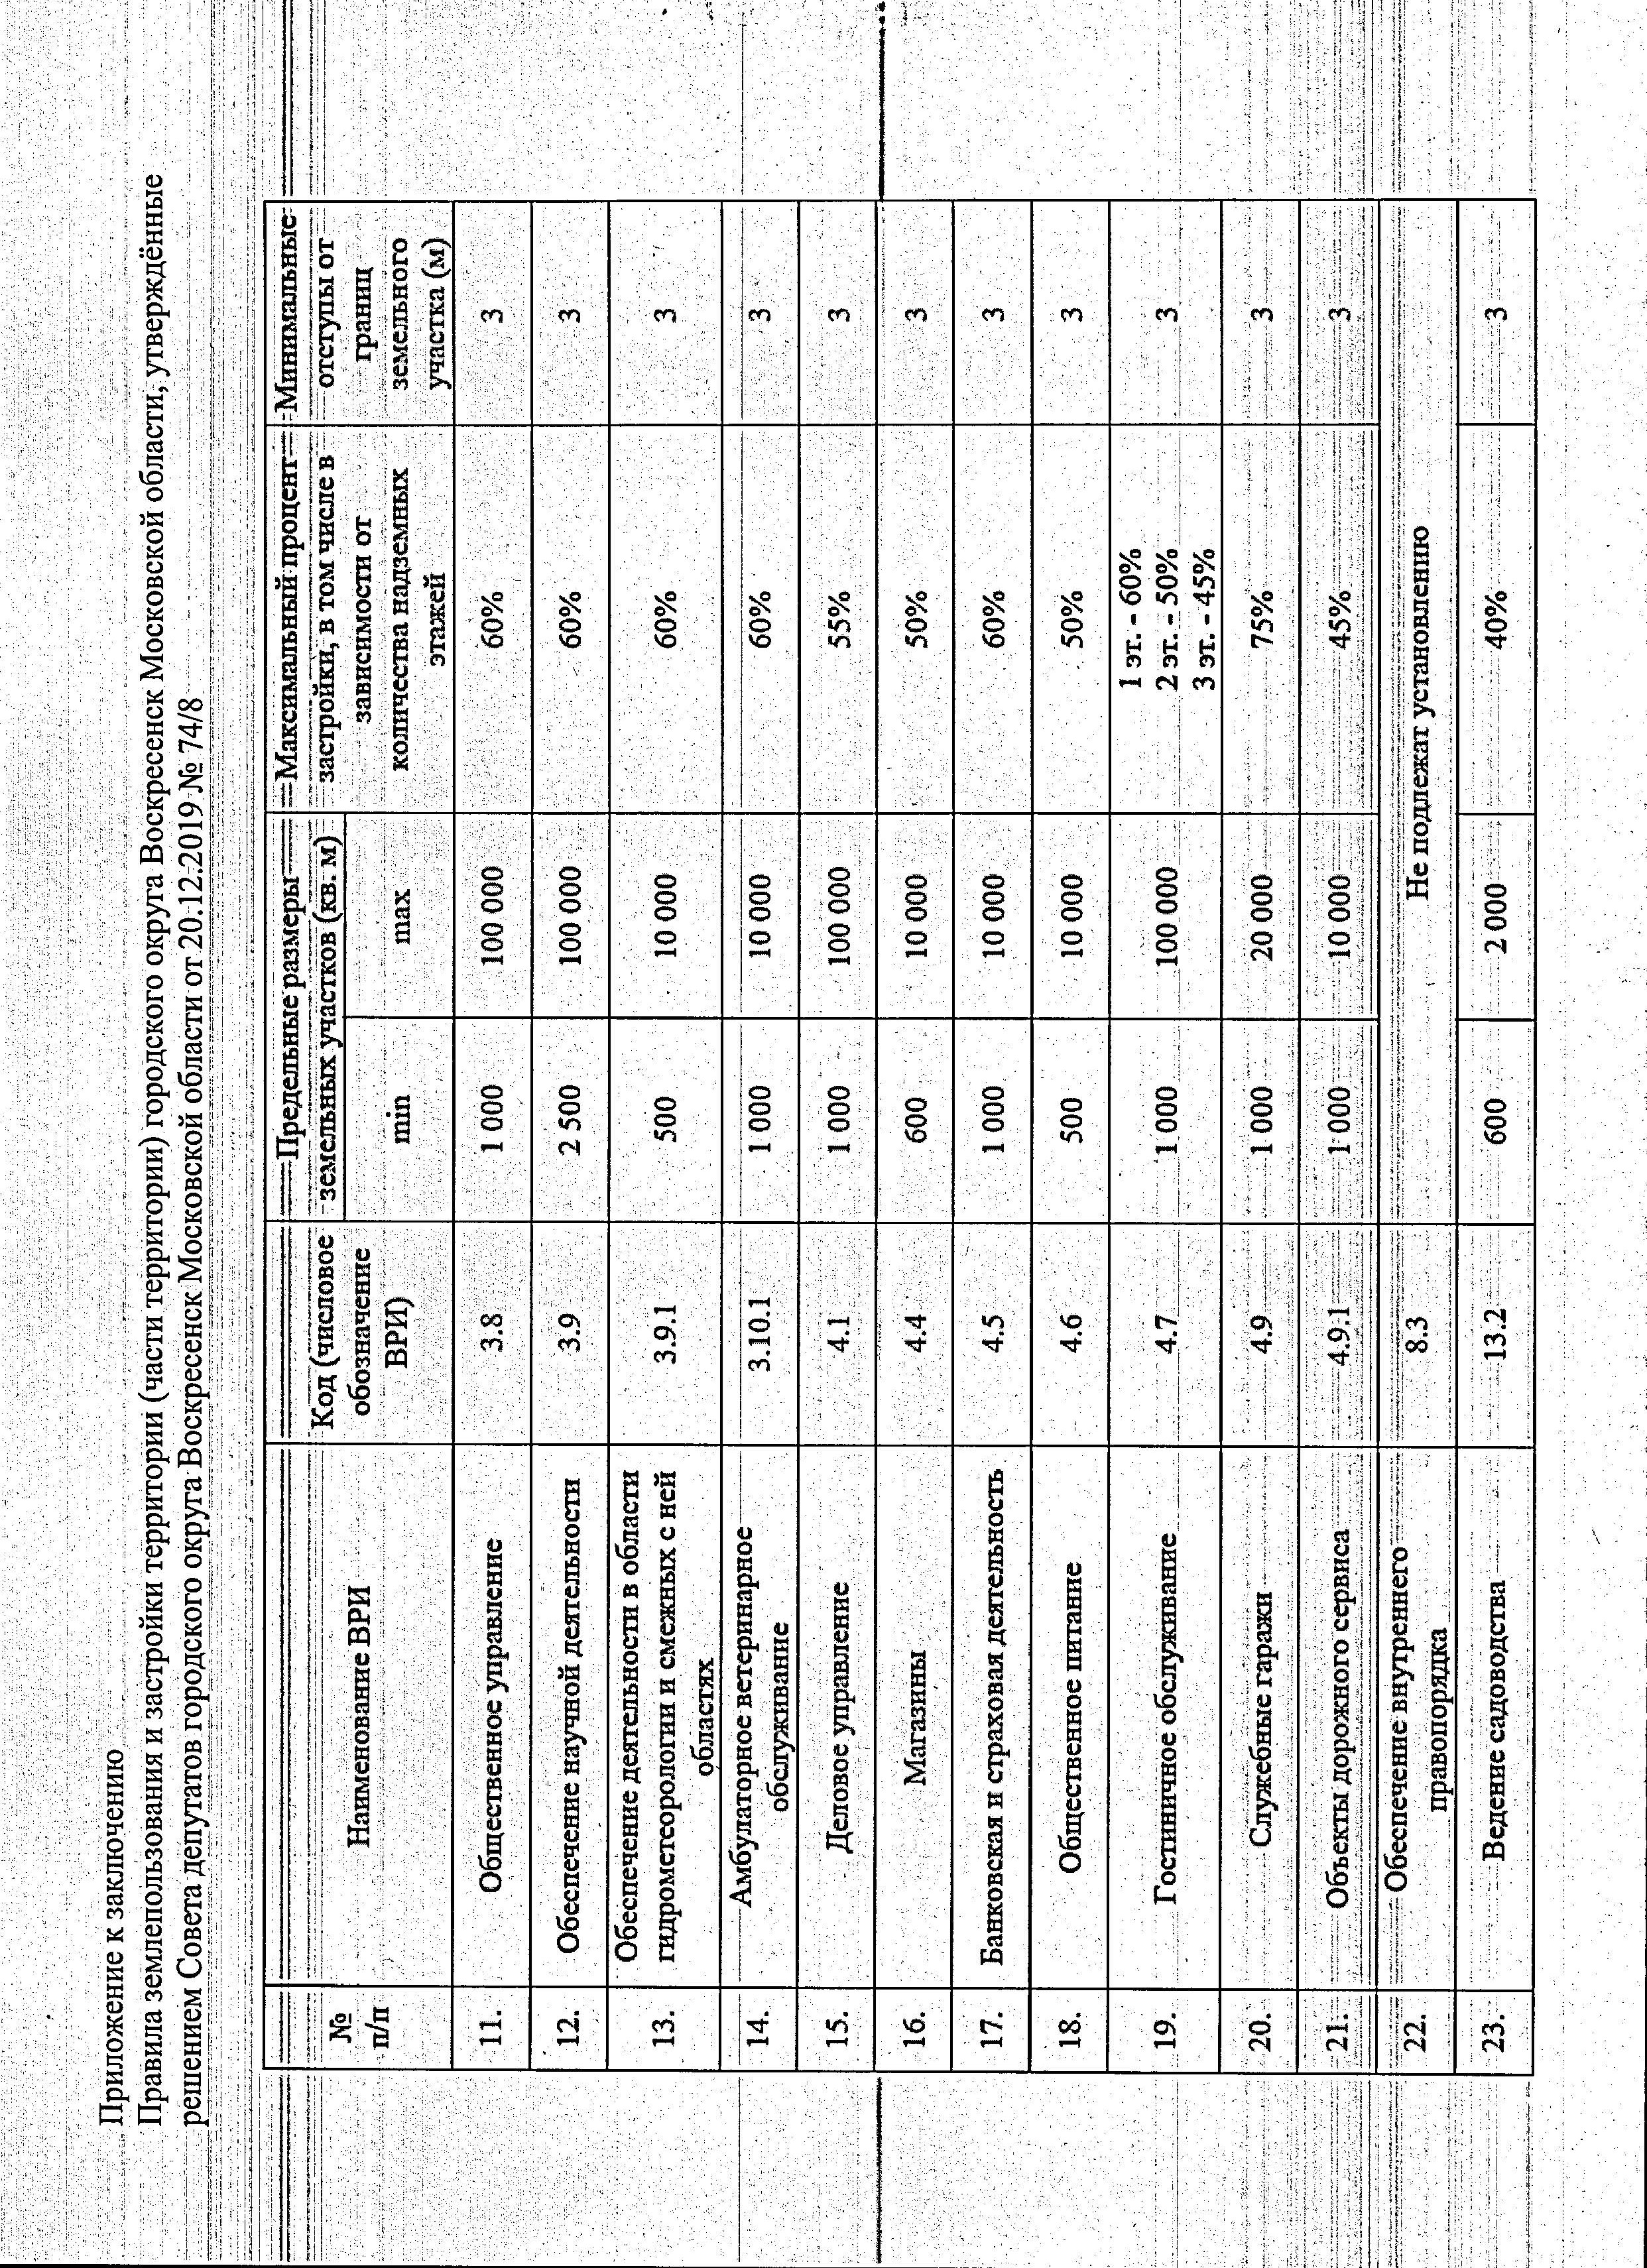 Приложение к заключению
Правила землепользования и застройки территории (части территории) городского округа Воскресенск Московской области, утверждённые
решением Совета депутатов городского округа Воскресенск Московской области от 20.12.2019 № 74/8
№
п/п
Наименование ВРИ
Код (числовое
обозначение
ВРИ)
Предельные размеры
земельных участков (кв. м)
min
max
Максимальный процент
застройки, в том числе в
зависимости от
количества надземных
этажей
Минимальные
отступы от
границ
земельного
участка (м)
11. Общественное управление 3.8 1 000 100 000 60% 3
12. Обеспечение научной деятельности 3.9 2 500 100 000 60% 3
13. Обеспечение деятельности в области
гидрометеорологии и смежных с ней
областях
3.9.1 500 10 000 60% 3
14. Амбулаторное ветеринарное
обслуживание
3.10.1 1 000 10 000 60% 3
15. Деловое управление 4.1 1 000 100 000 55% 3
16. Магазины 4.4 600 10 000 50% 3
17. Банковская и страховая деятельность 4.5 1 000 10 000 60% 3
18. Общественное питание 4.6 500 10 000 50% 3
19. Гостиничное обслуживание 4.7 1 000 100 000
1 эт. - 60%
2 эт. - 50%
3 эт. - 45%
3
20. Служебные гаражи 4.9 1 000 20 000 75% 3
21. Объекты дорожного сервиса 4.9.1 1 000 10 000 45% 3
22. Обеспечение внутреннего
правопорядка
8.3 Не подлежат установлению
23. Ведение садоводства 13.2 600 2 000 40% 3